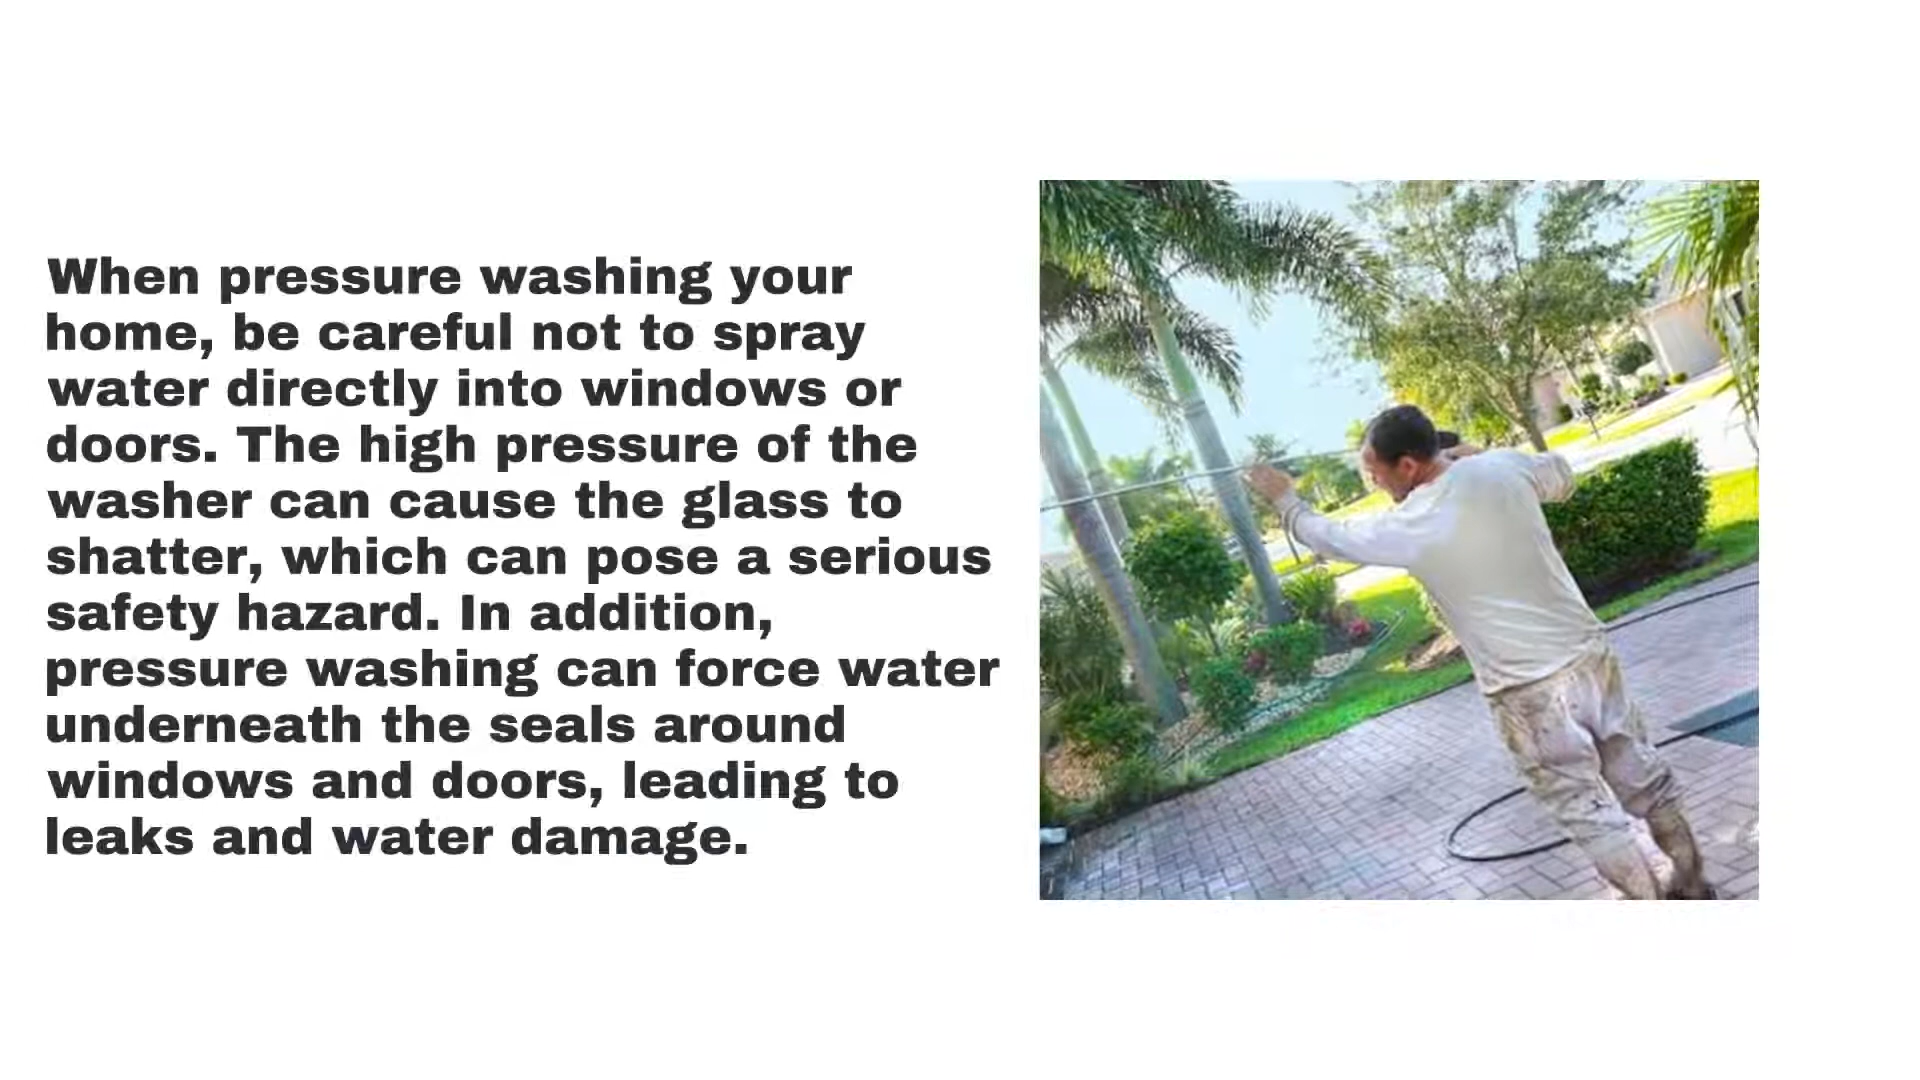 When pressure washing your
home, be careful not to spray
water directly into windows or
doors. The high pressure of the
washer can cause the glass to
shatter, which can pose a serious
safety hazard. In addition,
pressure washing can force water
underneath the seals around
windows and doors, leading to
leaks and water damage.